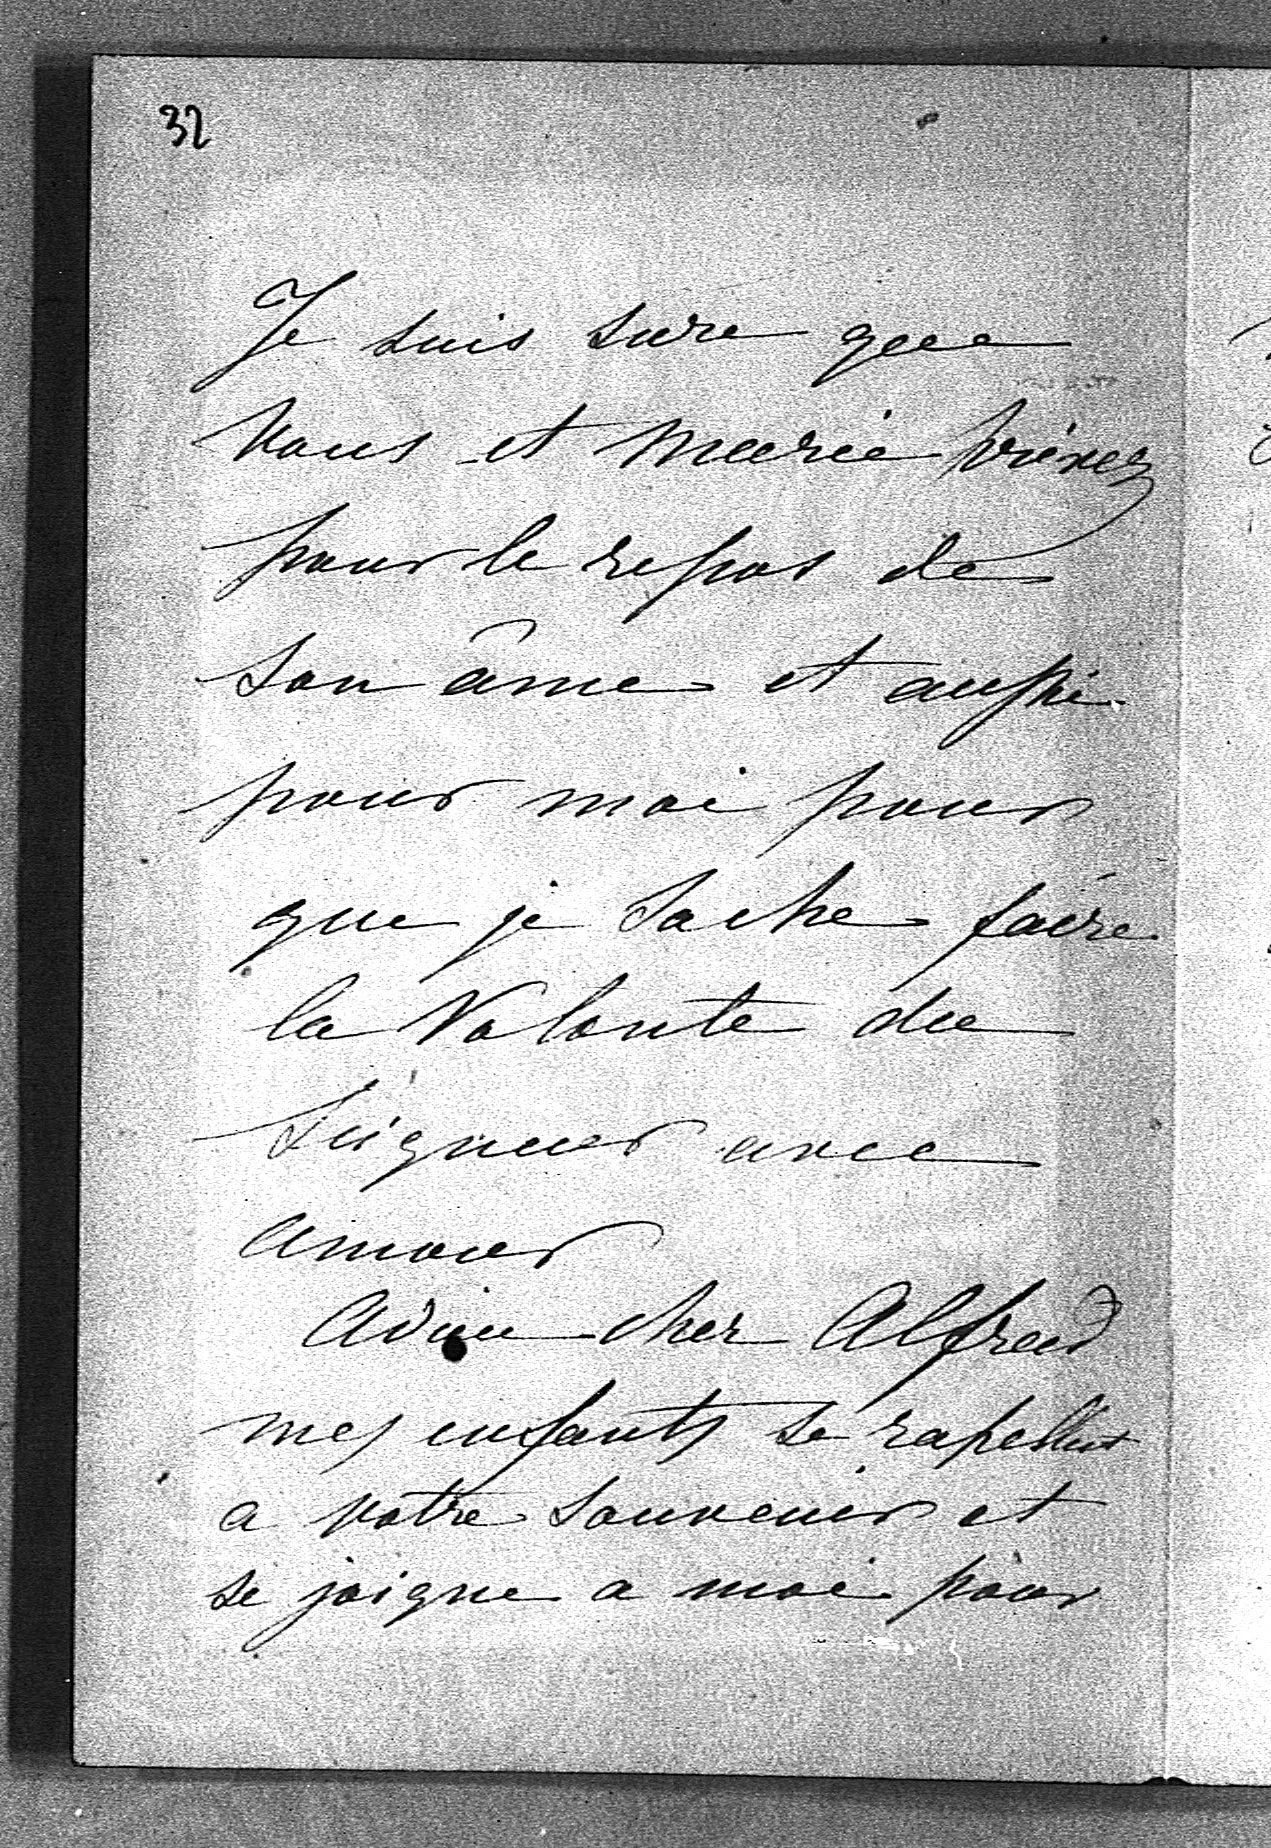 32
Je suis sure que
vous et Marie priérez
pour le repos de
son âme et aussi
pour moi pour
que je sache faire
la Volonte du
Seigneur avec
amour
Adieu cher Alfred
mes enfants se rapellent
a votre souvenir et
se joigne a moi pour